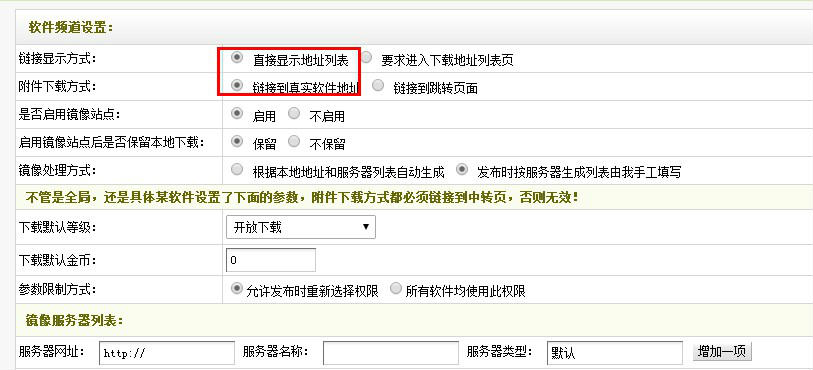 软件频道设置：
链接显示方式： 直接显示地址列表 要求进入下载地址列表页
附件下载方式： 链接到真实软件地址 链接到跳转页面
是否启用镜像站点： 启用 不启用
启用镜像站点后是否保留本地下载： 保留 不保留
镜像处理方式： 根据本地地址和服务器列表自动生成 发布时按服务器生成列表由我手工填写
不管是全局，还是具体某软件设置了下面的参数，附件下载方式都必须链接到中转页，否则无效！
下载默认等级： 开放下载
下载默认金币： 0
参数限制方式： 允许发布时重新选择权限 所有软件均使用此权限
镜像服务器列表：
服务器网址： http:// 服务器名称： 服务器类型： 默认 增加一项